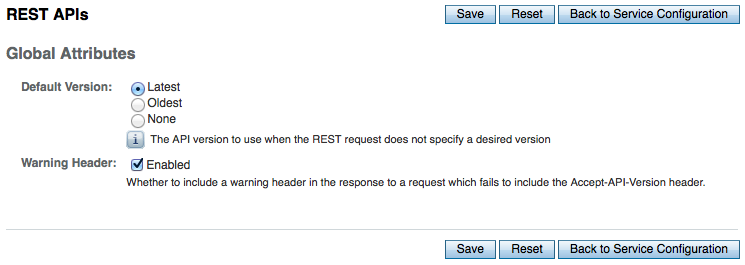 REST APIs
Save Reset Back to Service Configuration
Global Attributes
Default Version: Latest
Oldest
None
i The API version to use when the REST request does not specify a desired version
Warning Header: Enabled
Whether to include a warning header in the response to a request which fails to include the Accept-API-Version header.
Save Reset Back to Service Configuration